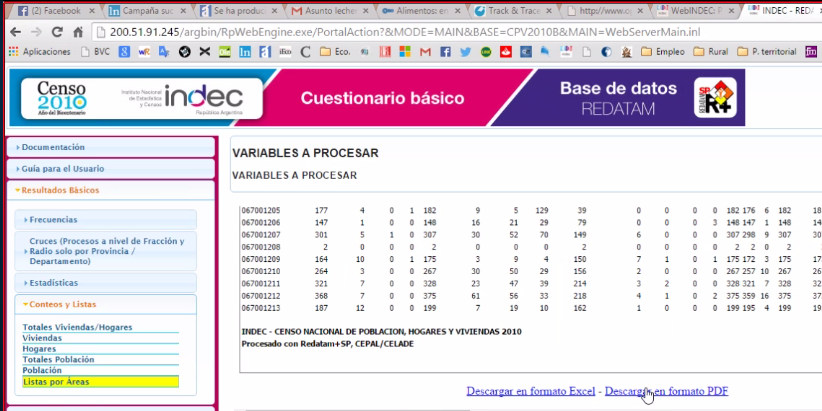 (2) Facebook
Campaña suc
Se ha produc
M Asunto leche
Alimentos: en
Track & Trace
http://www.o
WebINDEC: P
INDEC - REDA
200.51.91.245/argbin/RpWebEngine.exe/PortalAction?&MODE=MAIN&BASE=CPV2010B&MAIN=WebServerMain.inl
Aplicaciones BVC Eco. Empleo Rural P. territorial
Censo
2010
Año del Bicentenario
Instituto Nacional
de Estadística
y Censos
indec
República Argentina
Cuestionario básico
Base de datos
REDATAM
R+
SP
Documentación
Guía para el Usuario
Resultados Básicos
Frecuencias
Cruces (Procesos a nivel de Fracción y
Radio solo por Provincia /
Departamento)
Estadísticas
Conteos y Listas
Totales Viviendas/Hogares
Viviendas
Hogares
Totales Población
Población
Listas por Áreas
VARIABLES A PROCESAR
VARIABLES A PROCESAR
067001205 177 4 0 1 182 9 5 129 39 0 0 0 0 182 176 6 182 18
067001206 147 1 0 0 148 16 21 29 79 0 0 0 3 148 147 1 148 14
067001207 301 5 1 0 307 30 52 70 149 6 0 0 0 307 298 9 307 30
067001208 2 0 0 0 2 0 0 0 2 0 0 0 0 2 2 0 2
067001209 164 10 0 1 175 3 9 4 150 7 1 0 1 175 172 3 175 17
067001210 264 3 0 0 267 30 50 29 156 2 0 0 0 267 257 10 267 26
067001211 321 7 0 0 328 23 47 39 214 3 2 0 0 328 321 7 328 32
067001212 368 7 0 0 375 61 56 33 218 4 1 0 2 375 359 16 375 37
067001213 187 12 0 0 199 7 19 10 162 1 0 0 0 199 195 4 199 19
INDEC - CENSO NACIONAL DE POBLACION, HOGARES Y VIVIENDAS 2010
Procesado con Redatam+SP, CEPAL/CELADE
Descargar en formato Excel - Descargar en formato PDF